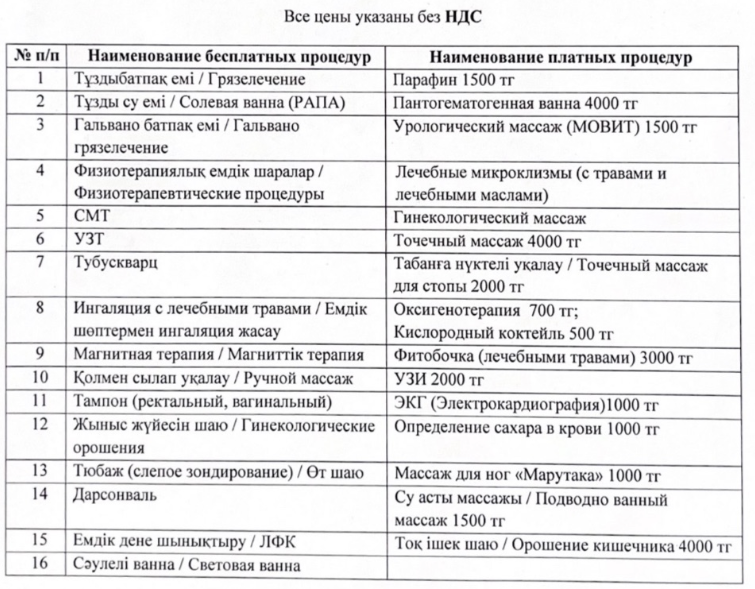 Все цены указаны без НДС
№ п/п Наименование бесплатных процедур Наименование платных процедур
1 Тұздыбатпақ емі / Грязелечение Парафин 1500 тг
2 Тұзды су емі / Солевая ванна (РАПА) Пантогематогенная ванна 4000 тг
3 Гальвано батпақ емі / Гальвано Урологический массаж (МОВИТ) 1500 тг
грязелечение
4 Физиотерапиялық емдік шаралар / Лечебные микроклизмы (с травами и
Физиотерапевтические процедуры лечебными маслами)
5 СМТ Гинекологический массаж
6 УЗТ Точечный массаж 4000 тг
7 Тубускварц Табанға нүктелі уқалау / Точечный массаж
для стопы 2000 тг
8 Ингаляция с лечебными травами / Емдік Оксигенотерапия 700 тг;
шөптермен ингаляция жасау Кислородный коктейль 500 тг
9 Магнитная терапия / Магниттік терапия Фитобочка (лечебными травами) 3000 тг
10 Қолмен сылап уқалау / Ручной массаж УЗИ 2000 тг
11 Тампон (ректальный, вагинальный) ЭКГ (Электрокардиография)1000 тг
12 Жыныс жүйесін шаю / Гинекологические Определение сахара в крови 1000 тг
орошения
13 Тюбаж (слепое зондирование) / Өт шаю Массаж для ног «Марутака» 1000 тг
14 Дарсонваль Су асты массажы / Подводно ванный
массаж 1500 тг
15 Емдік дене шынықтыру / ЛФК Тоқ ішек шаю / Орошение кишечника 4000 тг
16 Сәулелі ванна / Световая ванна